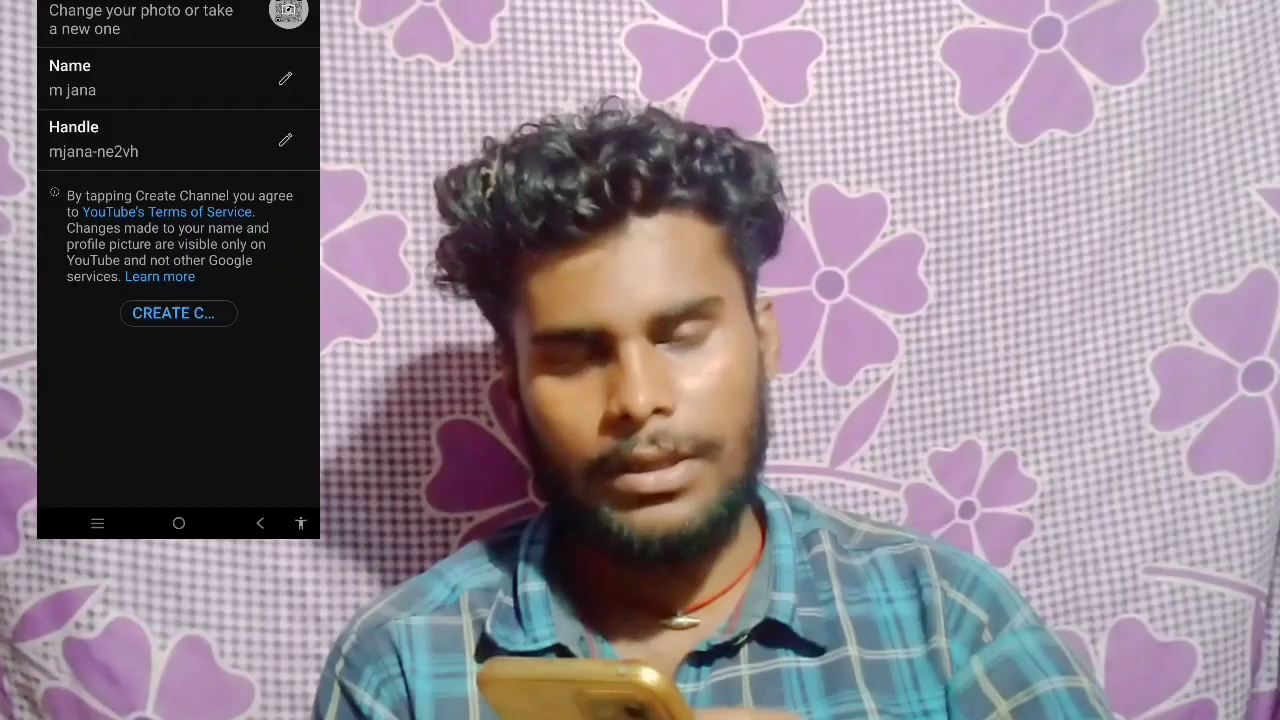 Change your photo or take
a new one
Name
m jana
Handle
mjana-ne2vh
By tapping Create Channel you agree
to YouTube's Terms of Service.
Changes made to your name and
profile picture are visible only on
YouTube and not other Google
services. Learn more
CREATE C...